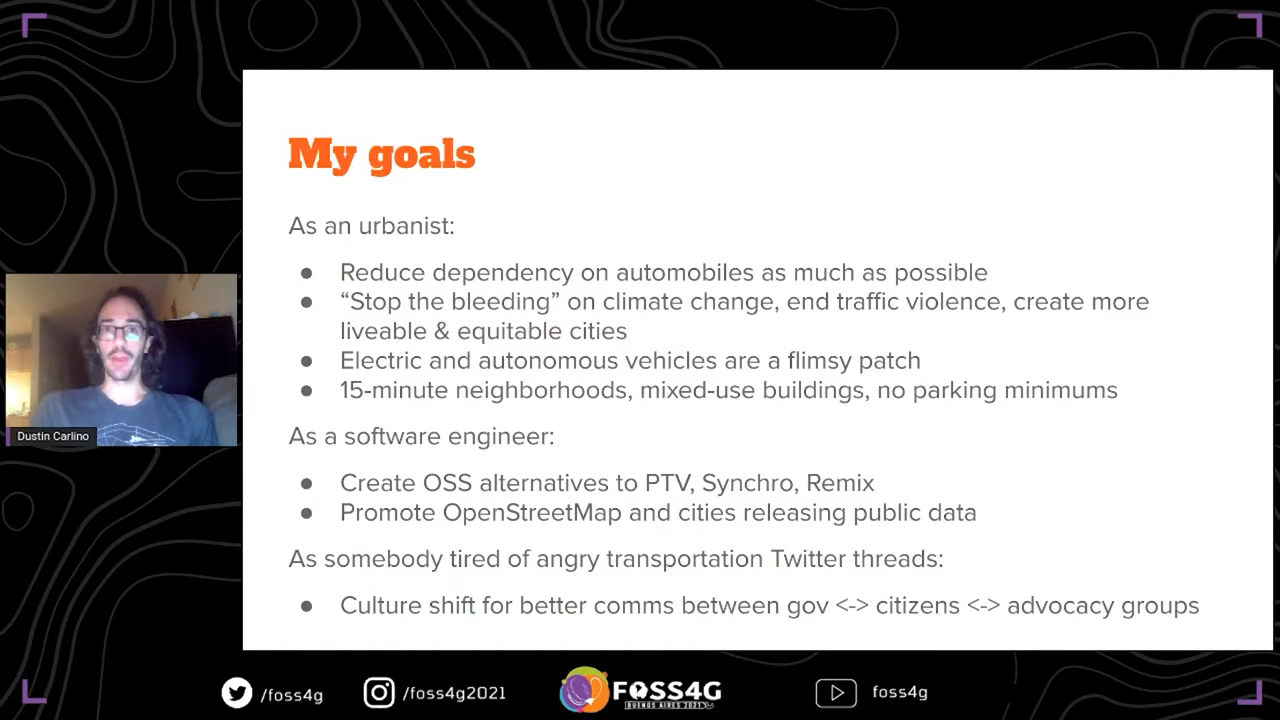 My goals
As an urbanist:
● Reduce dependency on automobiles as much as possible
● “Stop the bleeding” on climate change, end traffic violence, create more
liveable & equitable cities
● Electric and autonomous vehicles are a flimsy patch
● 15-minute neighborhoods, mixed-use buildings, no parking minimums
As a software engineer:
● Create OSS alternatives to PTV, Synchro, Remix
● Promote OpenStreetMap and cities releasing public data
As somebody tired of angry transportation Twitter threads:
● Culture shift for better comms between gov <-> citizens <-> advocacy groups
Dustin Carlino
/foss4g
/foss4g2021
FOSS4G
BUENOS AIRES 2021
foss4g